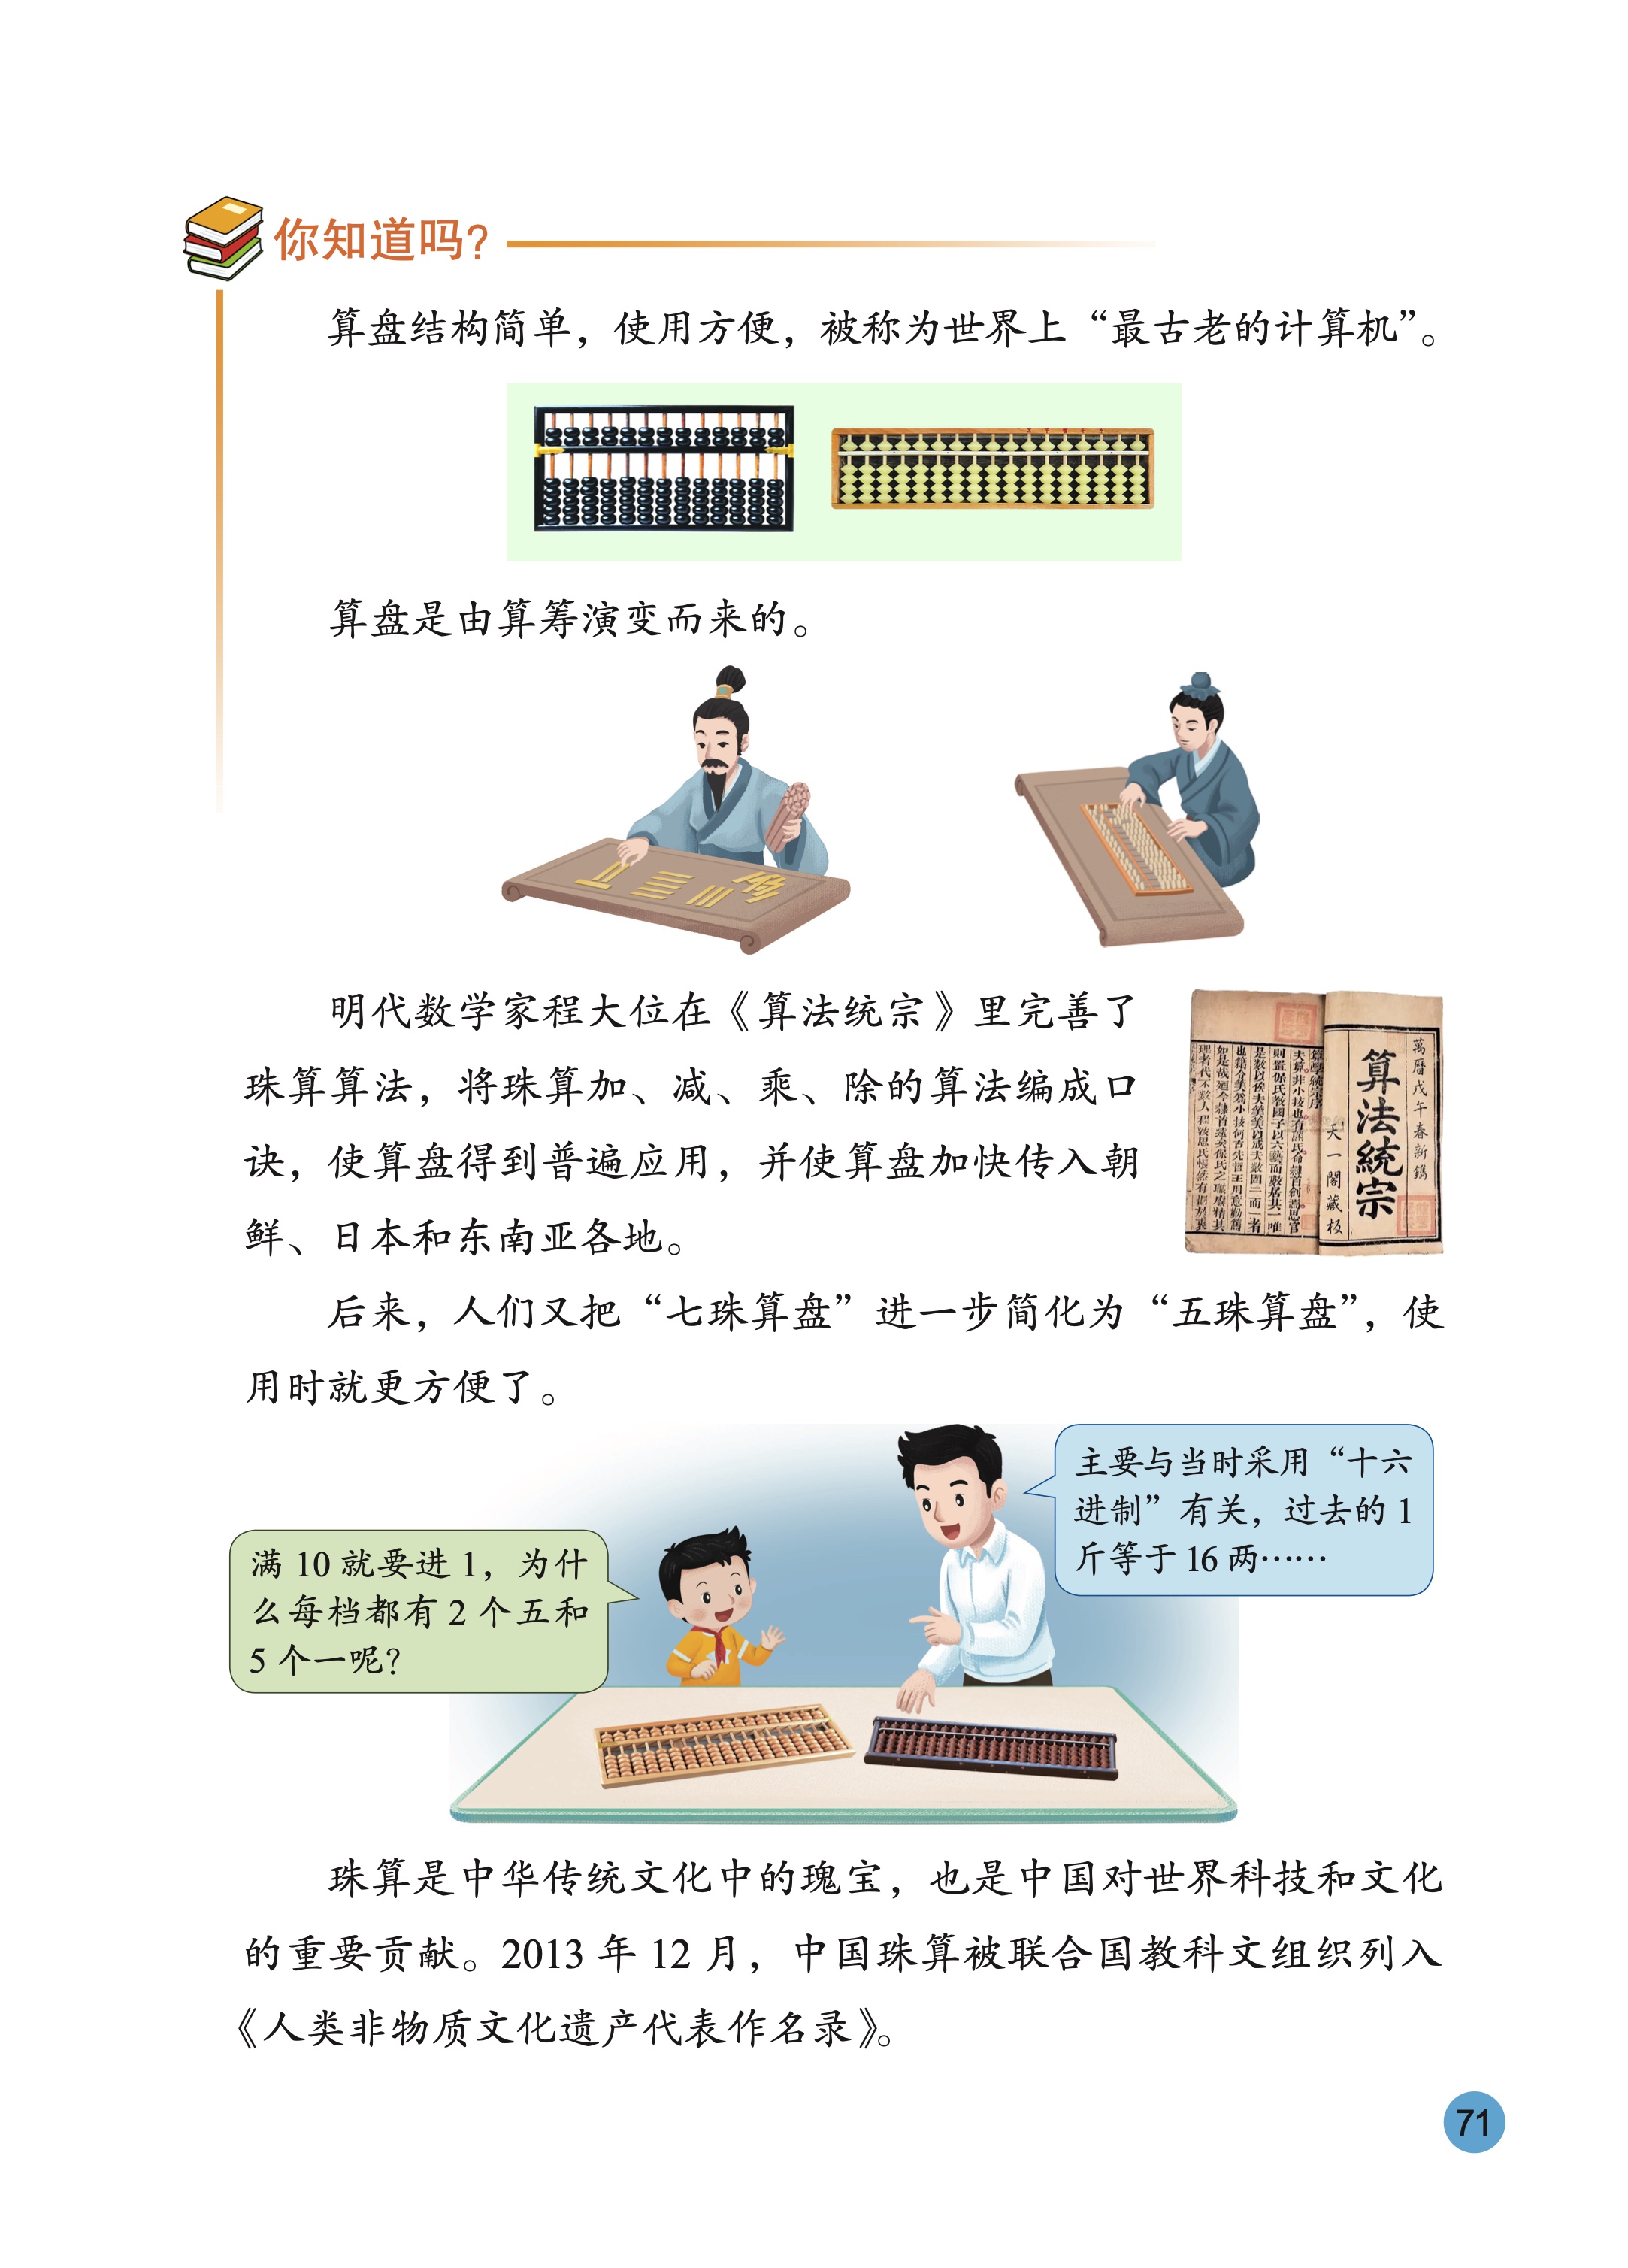 你知道吗?
算盘结构简单，使用方便，被称为世界上“最古老的计算机”。
算盘是由算筹演变而来的。
明代数学家程大位在《算法统宗》里完善了
珠算算法，将珠算加、减、乘、除的算法编成口
诀，使算盘得到普遍应用，并使算盘加快传入朝
鲜、日本和东南亚各地。
萬曆戊午春新鐫
算法統宗
天一閣藏板
后来，人们又把“七珠算盘”进一步简化为“五珠算盘”，使
用时就更方便了。
主要与当时采用“十六
进制”有关，过去的 1
斤等于 16 两……
满 10 就要进 1，为什
么每档都有 2 个五和
5 个一呢?
珠算是中华传统文化中的瑰宝，也是中国对世界科技和文化
的重要贡献。2013 年 12 月，中国珠算被联合国教科文组织列入
《人类非物质文化遗产代表作名录》。
71